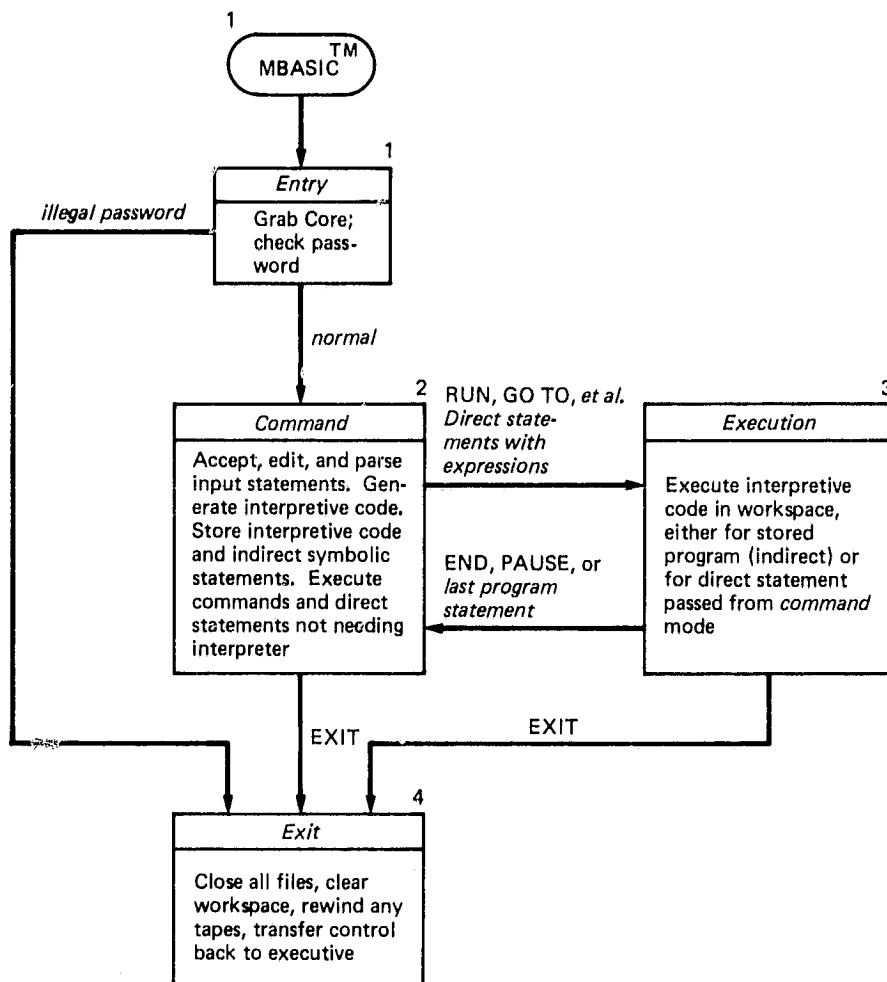 1
MBASIC™
1
Entry
illegal password
Grab Core;
check pass-
word
normal
2
Command
Accept, edit, and parse
input statements. Gen-
erate interpretive code.
Store interpretive code
and indirect symbolic
statements. Execute
commands and direct
statements not needing
interpreter
RUN, GO TO, et al.
Direct state-
ments with
expressions
END, PAUSE, or
last program
statement
3
Execution
Execute interpretive
code in workspace,
either for stored
program (indirect) or
for direct statement
passed from command
mode
EXIT
EXIT
4
Exit
Close all files, clear
workspace, rewind any
tapes, transfer control
back to executive